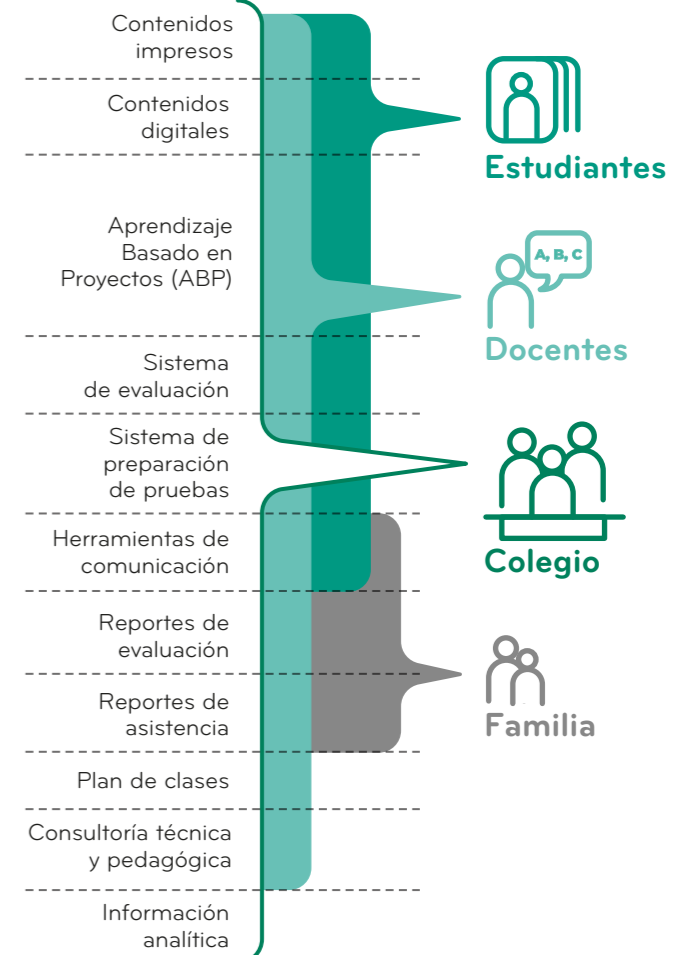 Contenidos
impresos
Contenidos
digitales
Estudiantes
Aprendizaje
Basado en
Proyectos (ABP)
A, B, C
Docentes
Sistema
de evaluación
Sistema de
preparación
de pruebas
Herramientas de
comunicación
Colegio
Reportes de
evaluación
Reportes de
asistencia
Familia
Plan de clases
Consultoría técnica
y pedagógica
Información
analítica